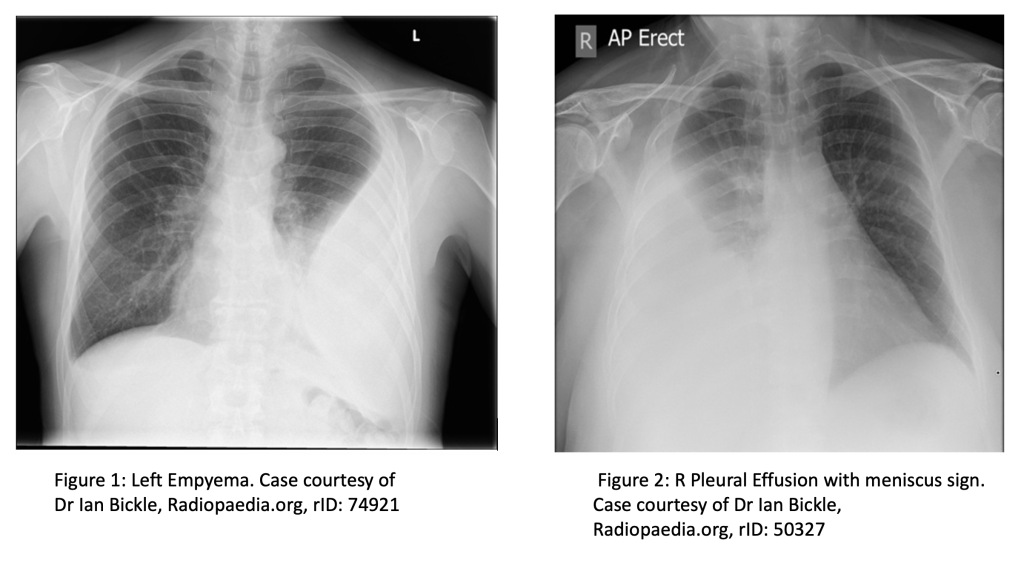 L
R AP Erect
Figure 1: Left Empyema. Case courtesy of
Dr Ian Bickle, Radiopaedia.org, rID: 74921
Figure 2: R Pleural Effusion with meniscus sign.
Case courtesy of Dr Ian Bickle,
Radiopaedia.org, rID: 50327